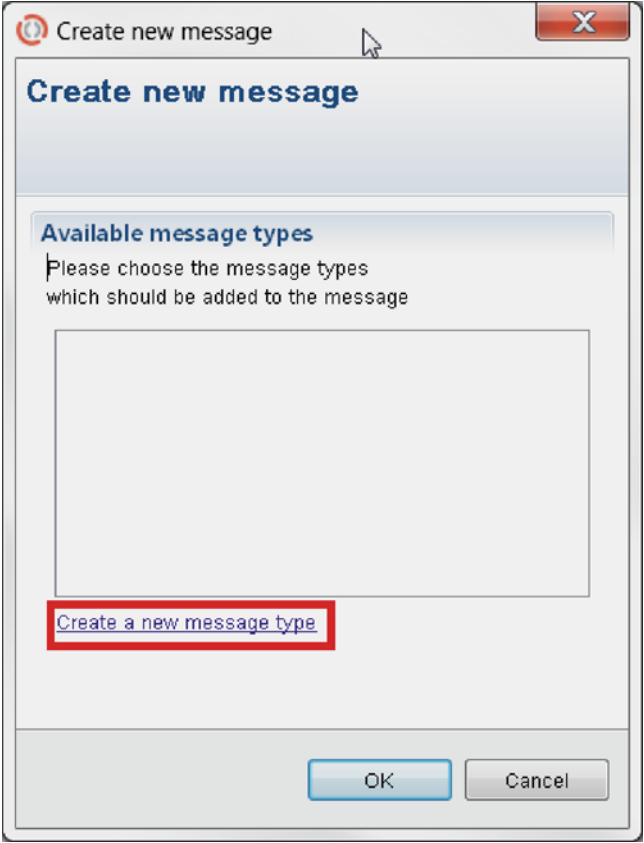 Create new message
Create new message
Available message types
Please choose the message types
which should be added to the message
Create a new message type
OK
Cancel